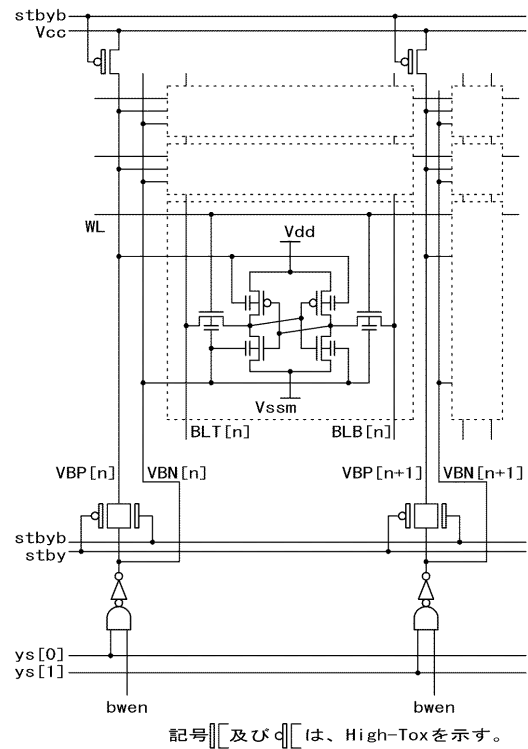 stbyb
Vcc
WL
Vdd
Vssm
BLT[n]
BLB[n]
VBP[n]
VBN[n]
VBP[n+1]
VBN[n+1]
stbyb
stby
ys[0]
ys[1]
bwen
bwen
記号 及び は、High-Toxを示す。